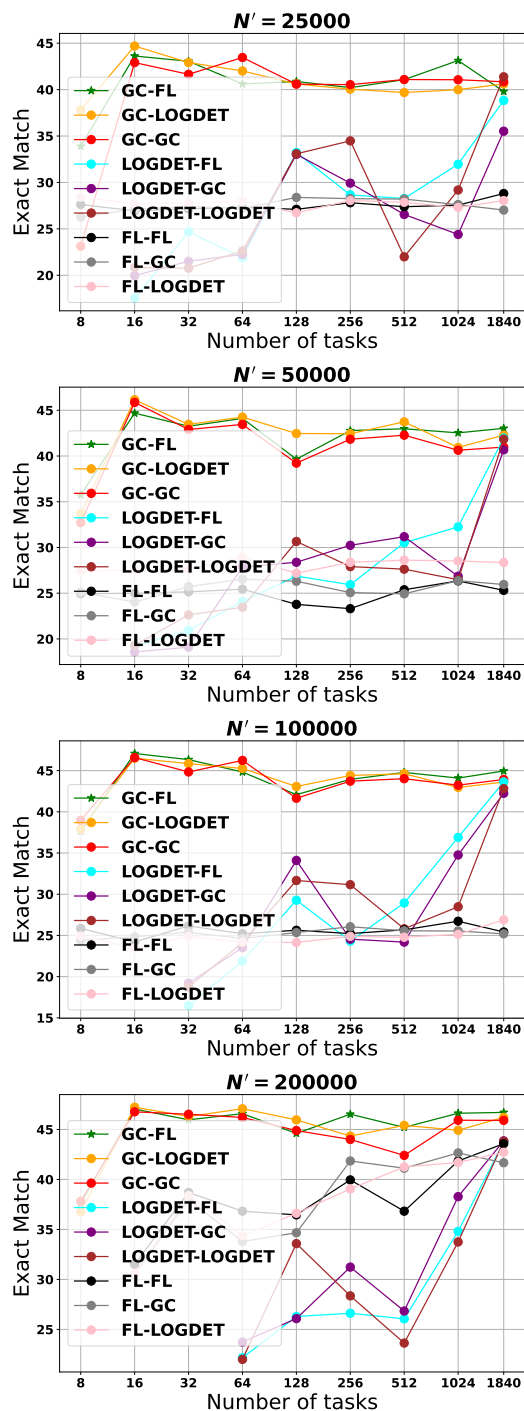 N′ = 25000
Exact Match
45
40
35
30
25
20
GC-FL
GC-LOGDET
GC-GC
LOGDET-FL
LOGDET-GC
LOGDET-LOGDET
FL-FL
FL-GC
FL-LOGDET
8 16 32 64 128 256 512 1024 1840
Number of tasks
N′ = 50000
Exact Match
45
40
35
30
25
20
GC-FL
GC-LOGDET
GC-GC
LOGDET-FL
LOGDET-GC
LOGDET-LOGDET
FL-FL
FL-GC
FL-LOGDET
8 16 32 64 128 256 512 1024 1840
Number of tasks
N′ = 100000
Exact Match
45
40
35
30
25
20
15
GC-FL
GC-LOGDET
GC-GC
LOGDET-FL
LOGDET-GC
LOGDET-LOGDET
FL-FL
FL-GC
FL-LOGDET
8 16 32 64 128 256 512 1024 1840
Number of tasks
N′ = 200000
Exact Match
45
40
35
30
25
GC-FL
GC-LOGDET
GC-GC
LOGDET-FL
LOGDET-GC
LOGDET-LOGDET
FL-FL
FL-GC
FL-LOGDET
8 16 32 64 128 256 512 1024 1840
Number of tasks